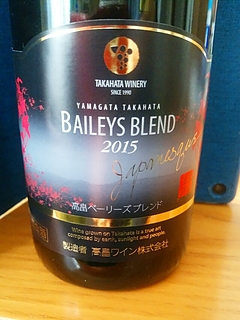 TAKAHATA WINERY
SINCE 1990
YAMAGATA TAKAHATA
BAILEYS BLEND
2015
Japanesque
高畠ベーリーズ ブレンド
Wine grown on Takahata is a true art
composed by earth, sunlight and people.
製造者 高畠ワイン株式会社